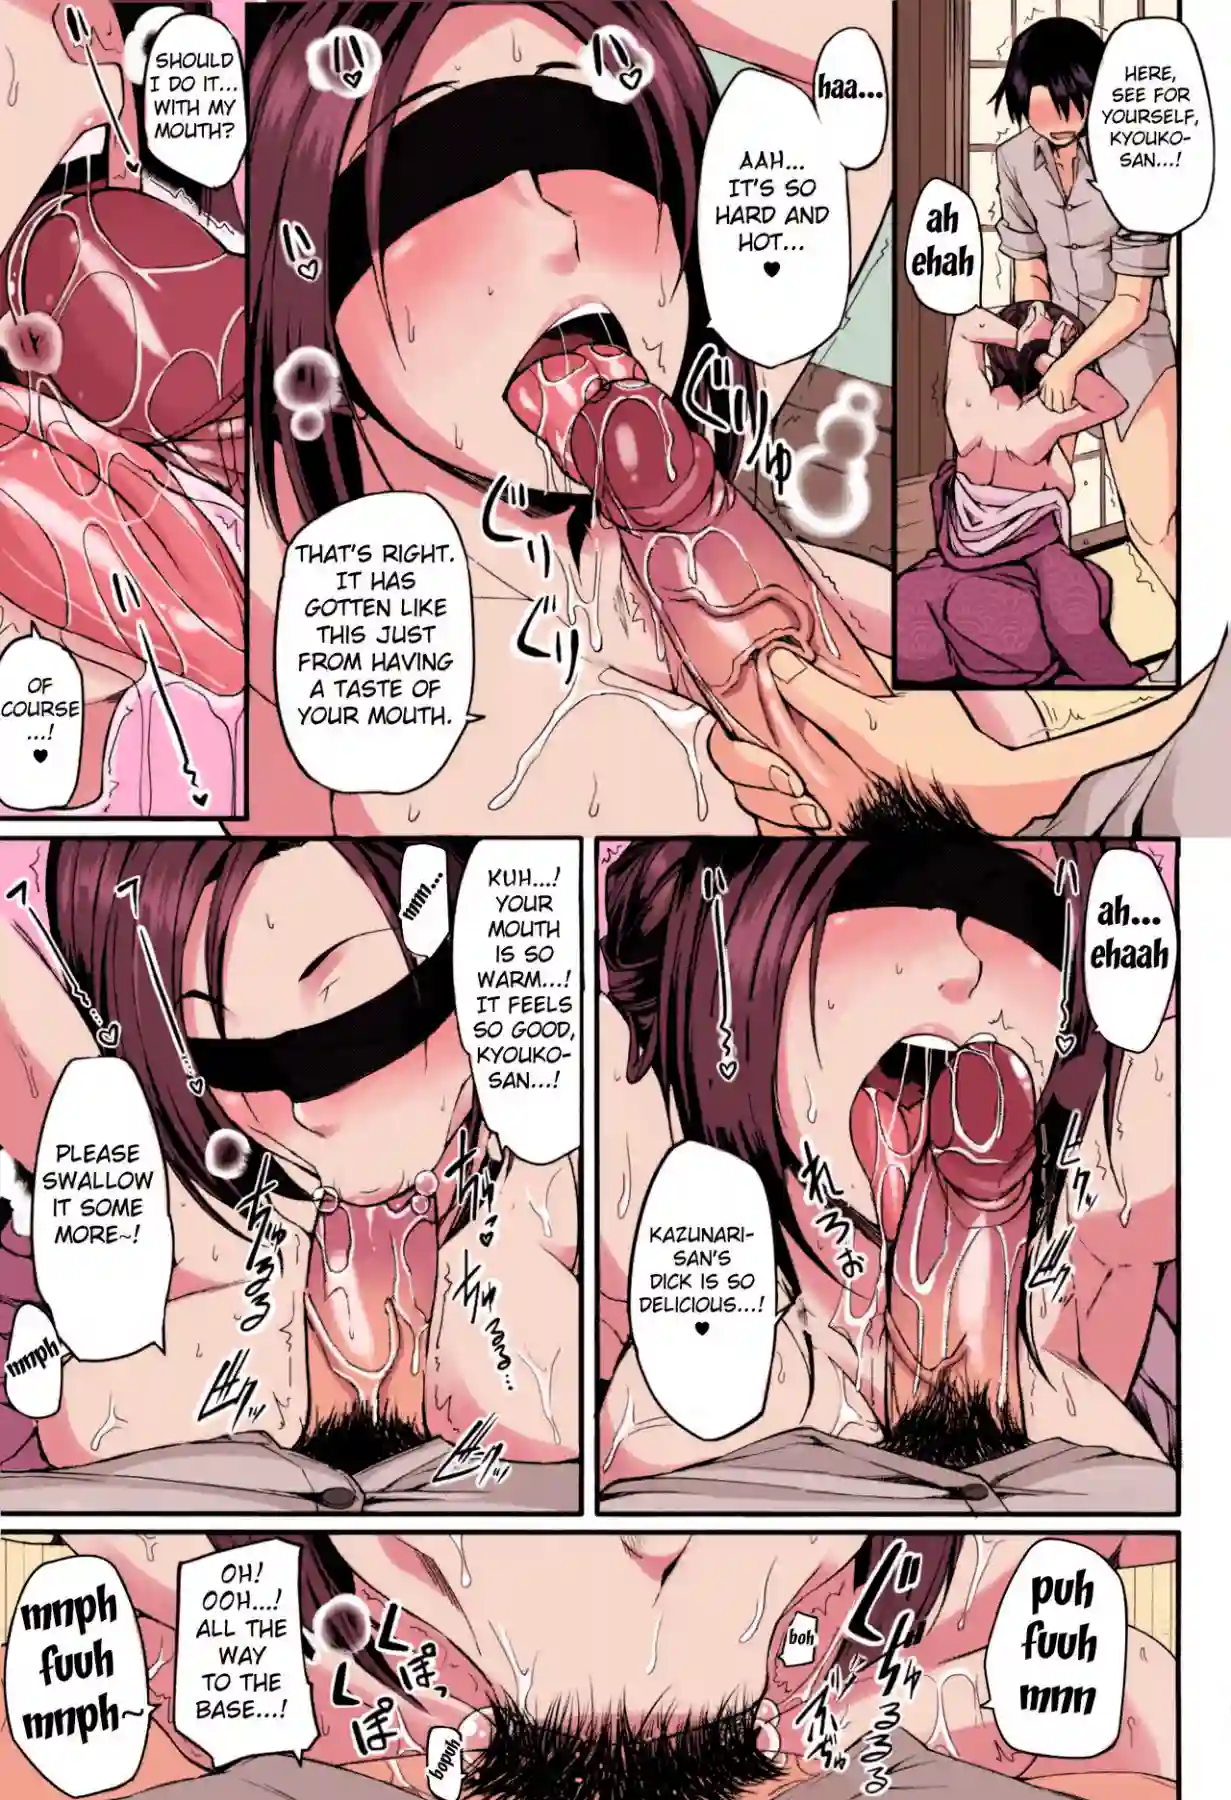 HERE,
SEE FOR
YOURSELF,
KYOUKO-
SAN...!
ah
ehah
haa...
AAH...
IT'S SO
HARD AND
HOT...
♥
THAT'S RIGHT.
IT HAS
GOTTEN LIKE
THIS JUST
FROM HAVING
A TASTE OF
YOUR MOUTH.
SHOULD
I DO IT...
WITH MY
MOUTH?
OF
COURSE
...!
♥
ah...
ehaah
KAZUNARI-
SAN'S
DICK IS SO
DELICIOUS...!
♥
れろぉ
KUH...!
YOUR
MOUTH
IS SO
WARM...!
IT FEELS
SO GOOD,
KYOUKO-
SAN...!
PLEASE
SWALLOW
IT SOME
MORE~!
mnph
puh
fuuh
mnn
boh
OH!
OOH...!
ALL THE
WAY
TO THE
BASE...!
mnph
fuuh
mnph~